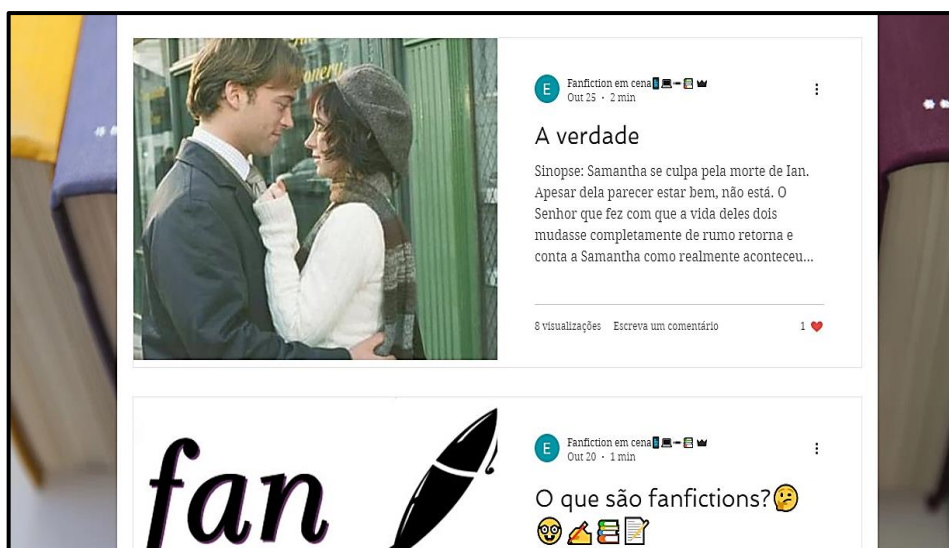 onery
E
Fanfiction em cena
Out 25 · 2 min
A verdade
Sinopse: Samantha se culpa pela morte de Ian.
Apesar dela parecer estar bem, não está. O
Senhor que fez com que a vida deles dois
mudasse completamente de rumo retorna e
conta a Samantha como realmente aconteceu...
8 visualizações Escreva um comentário 1
fan
E
Fanfiction em cena
Out 20 · 1 min
O que são fanfictions?